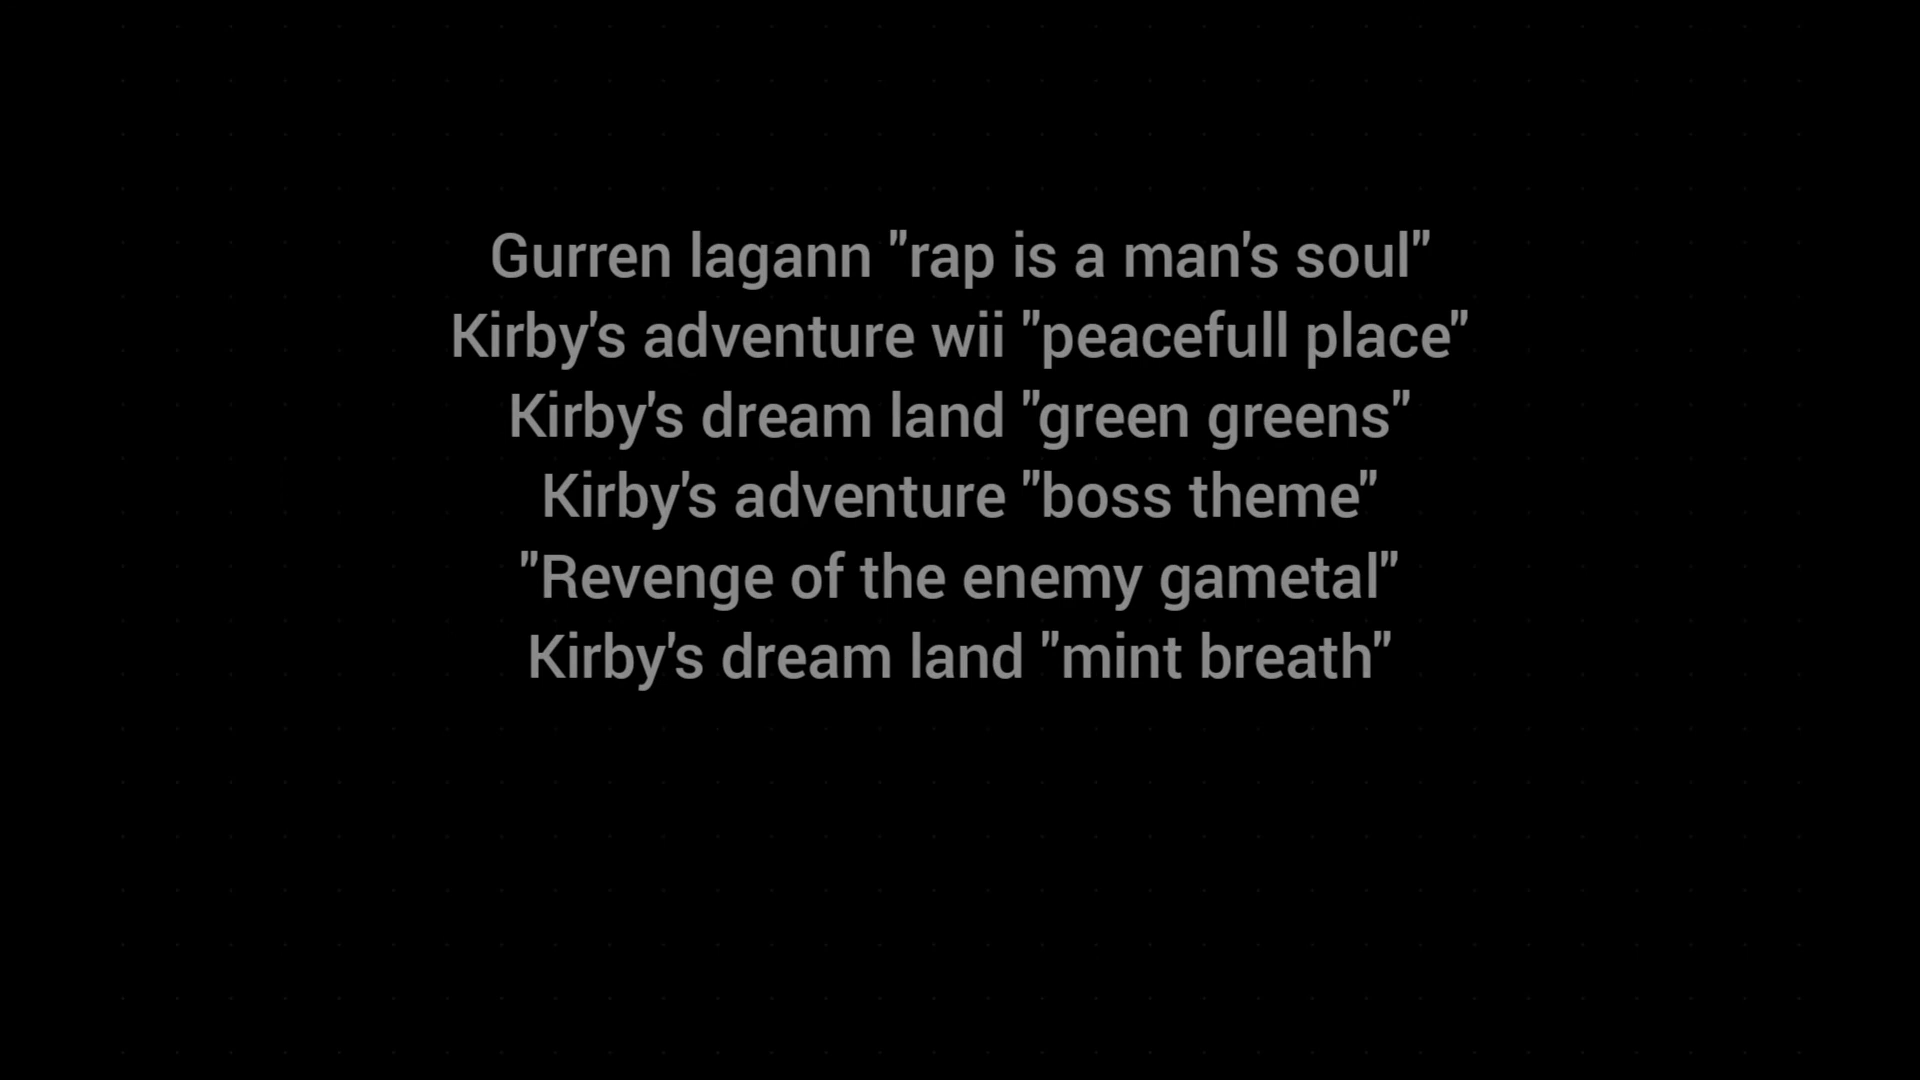 Gurren lagann "rap is a man's soul"
Kirby's adventure wii "peacefull place"
Kirby's dream land "green greens"
Kirby's adventure "boss theme"
"Revenge of the enemy gametal"
Kirby's dream land "mint breath"